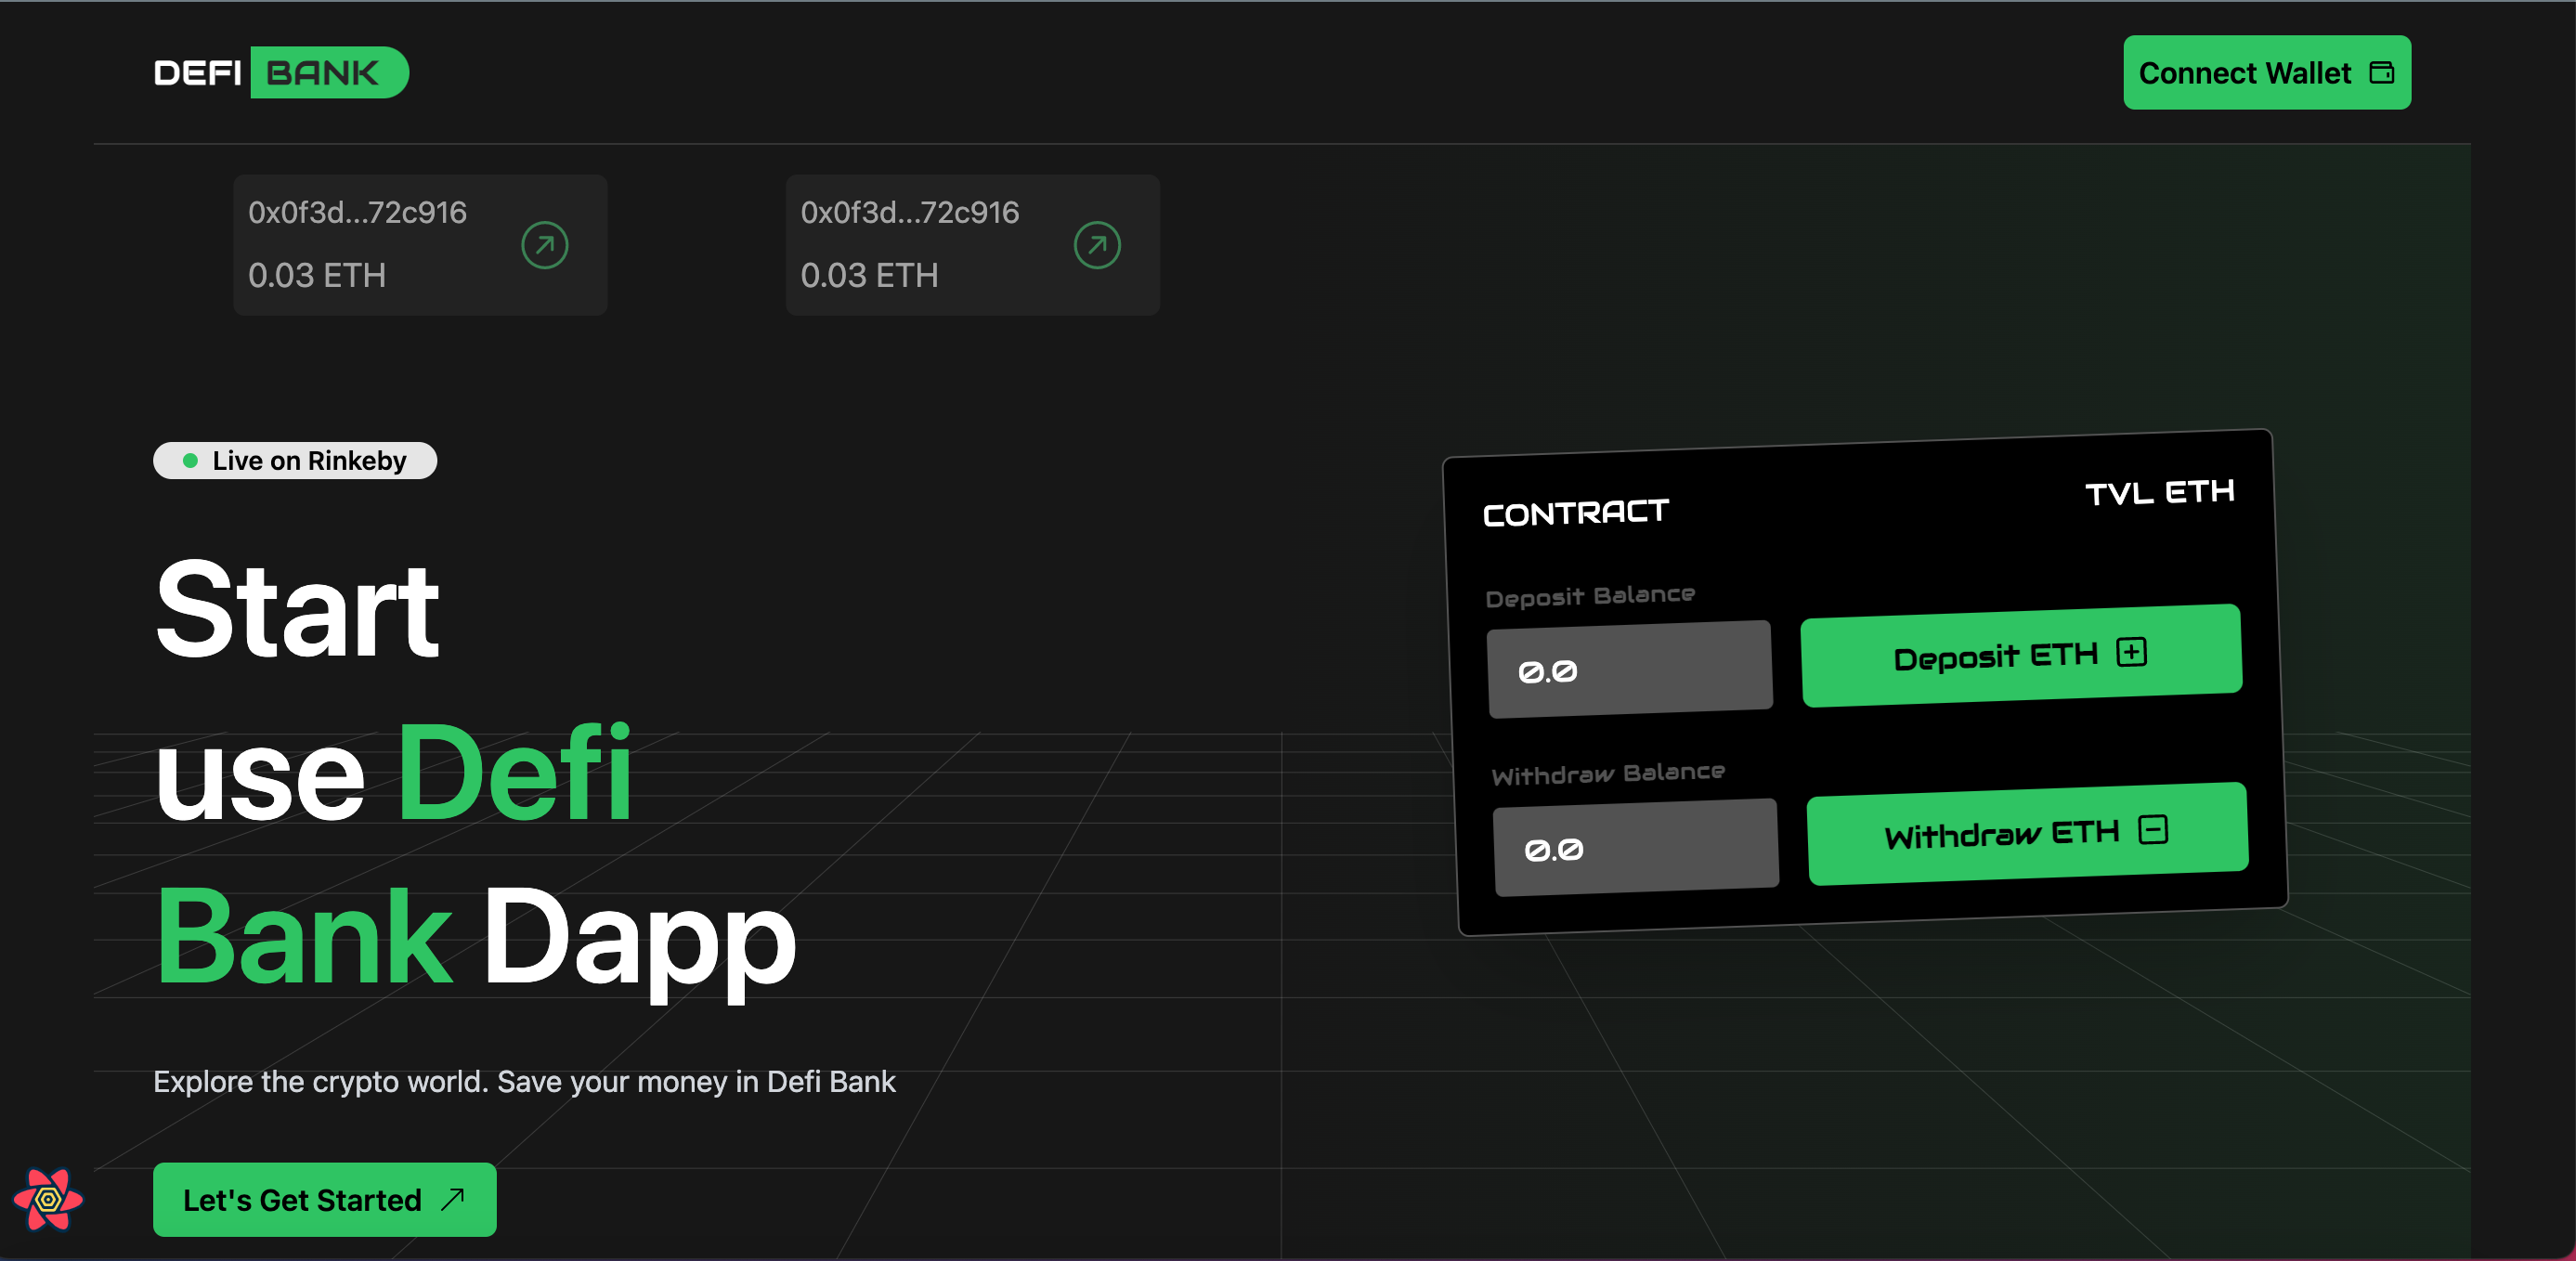 DEFI BANK
Connect Wallet
0x0f3d...72c916
0.03 ETH
0x0f3d...72c916
0.03 ETH
Live on Rinkeby
Start
use Defi
Bank Dapp
Explore the crypto world. Save your money in Defi Bank
Let's Get Started
CONTRACT
TVL ETH
Deposit Balance
0.0
Deposit ETH
Withdraw Balance
0.0
Withdraw ETH